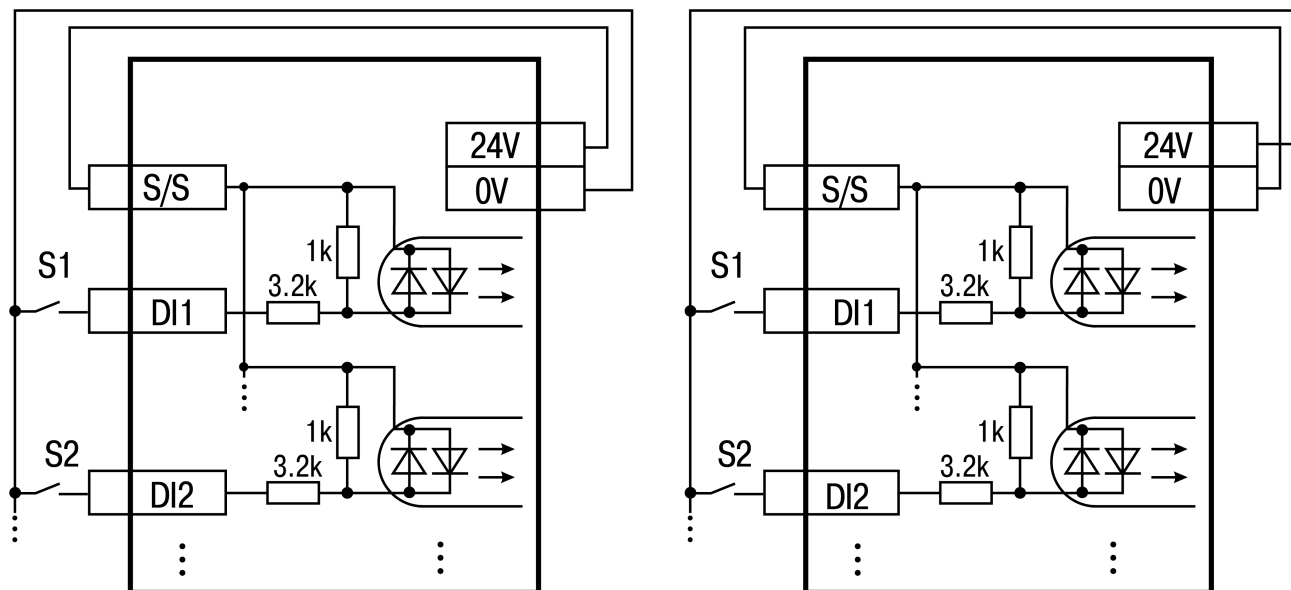 24V
S/S
0V
S1
1k
3.2k
DI1
S2
1k
3.2k
DI2
24V
S/S
0V
S1
1k
3.2k
DI1
S2
1k
3.2k
DI2